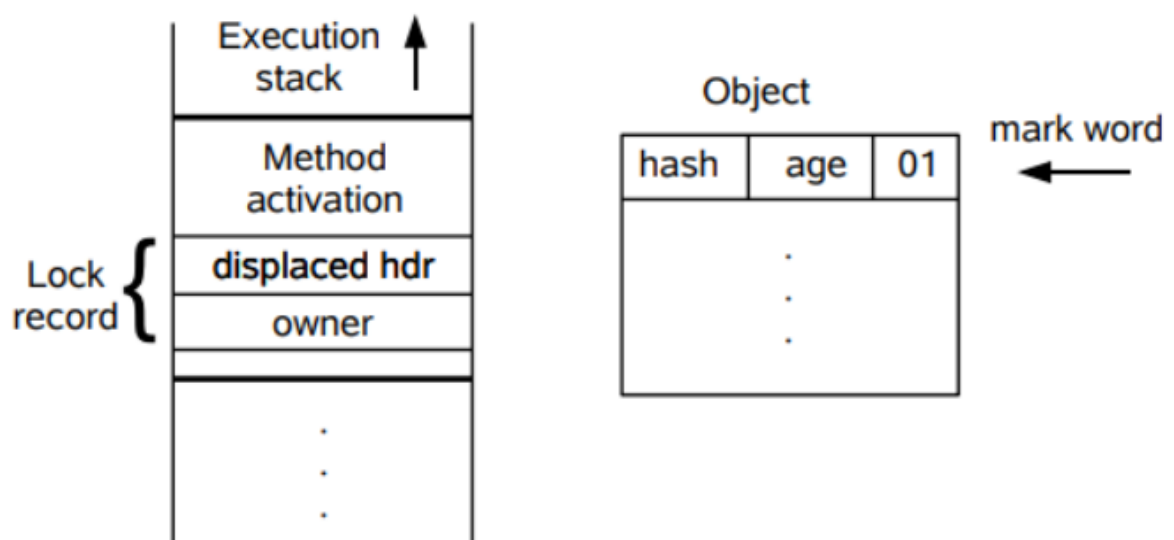 Execution
stack
Method
activation
Lock
record
displaced hdr
owner
Object
mark word
hash age 01